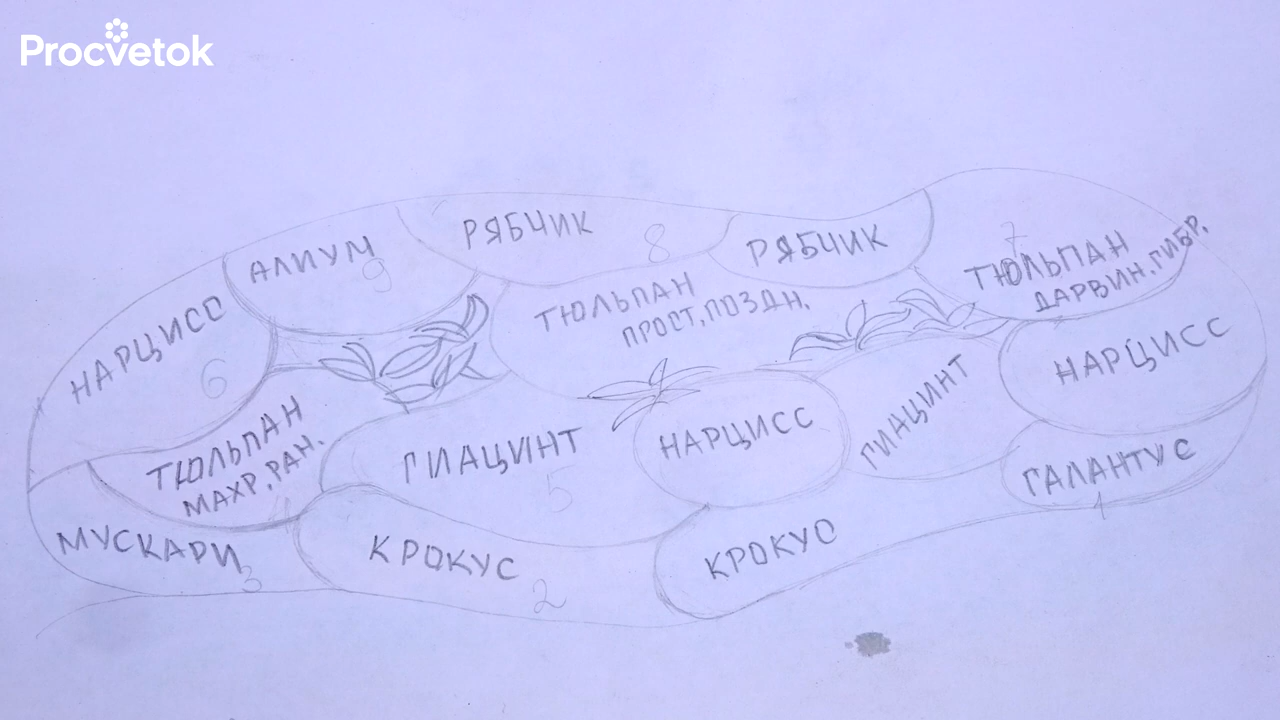 Procvetok
АЛИУМ
9
РЯБЧИК
8
РЯБЧИК
7
ТЮЛЬПАН
ДАРВИН.ГИБР.
НАРЦИСС
6
ТЮЛЬПАН
ПРОСТ,ПОЗДН.
НАРЦИСС
ТЮЛЬПАН
МАХР,РАН.
4
ГИАЦИНТ
5
НАРЦИСС
ГИАЦИНТ
ГАЛАНТУС
1
МУСКАРИ
3
КРОКУС
2
КРОКУС